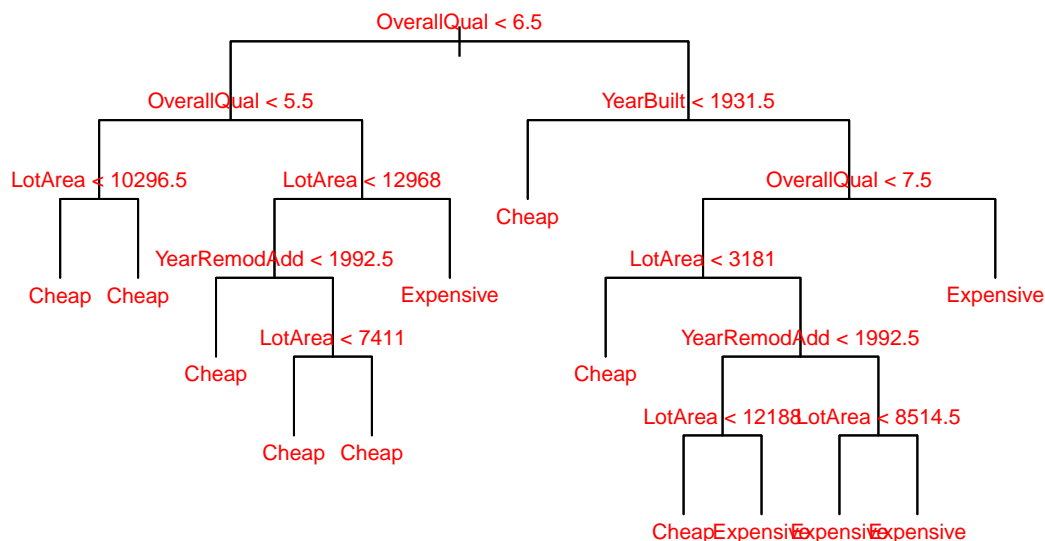 OverallQual < 6.5
OverallQual < 5.5
YearBuilt < 1931.5
LotArea < 10296.5
LotArea < 12968
Cheap
OverallQual < 7.5
Cheap
Cheap
YearRemodAdd < 1992.5
Expensive
LotArea < 3181
Expensive
Cheap
LotArea < 7411
Cheap
YearRemodAdd < 1992.5
Cheap
Cheap
LotArea < 12188
LotArea < 8514.5
Cheap
Expensive
Expensive
Expensive